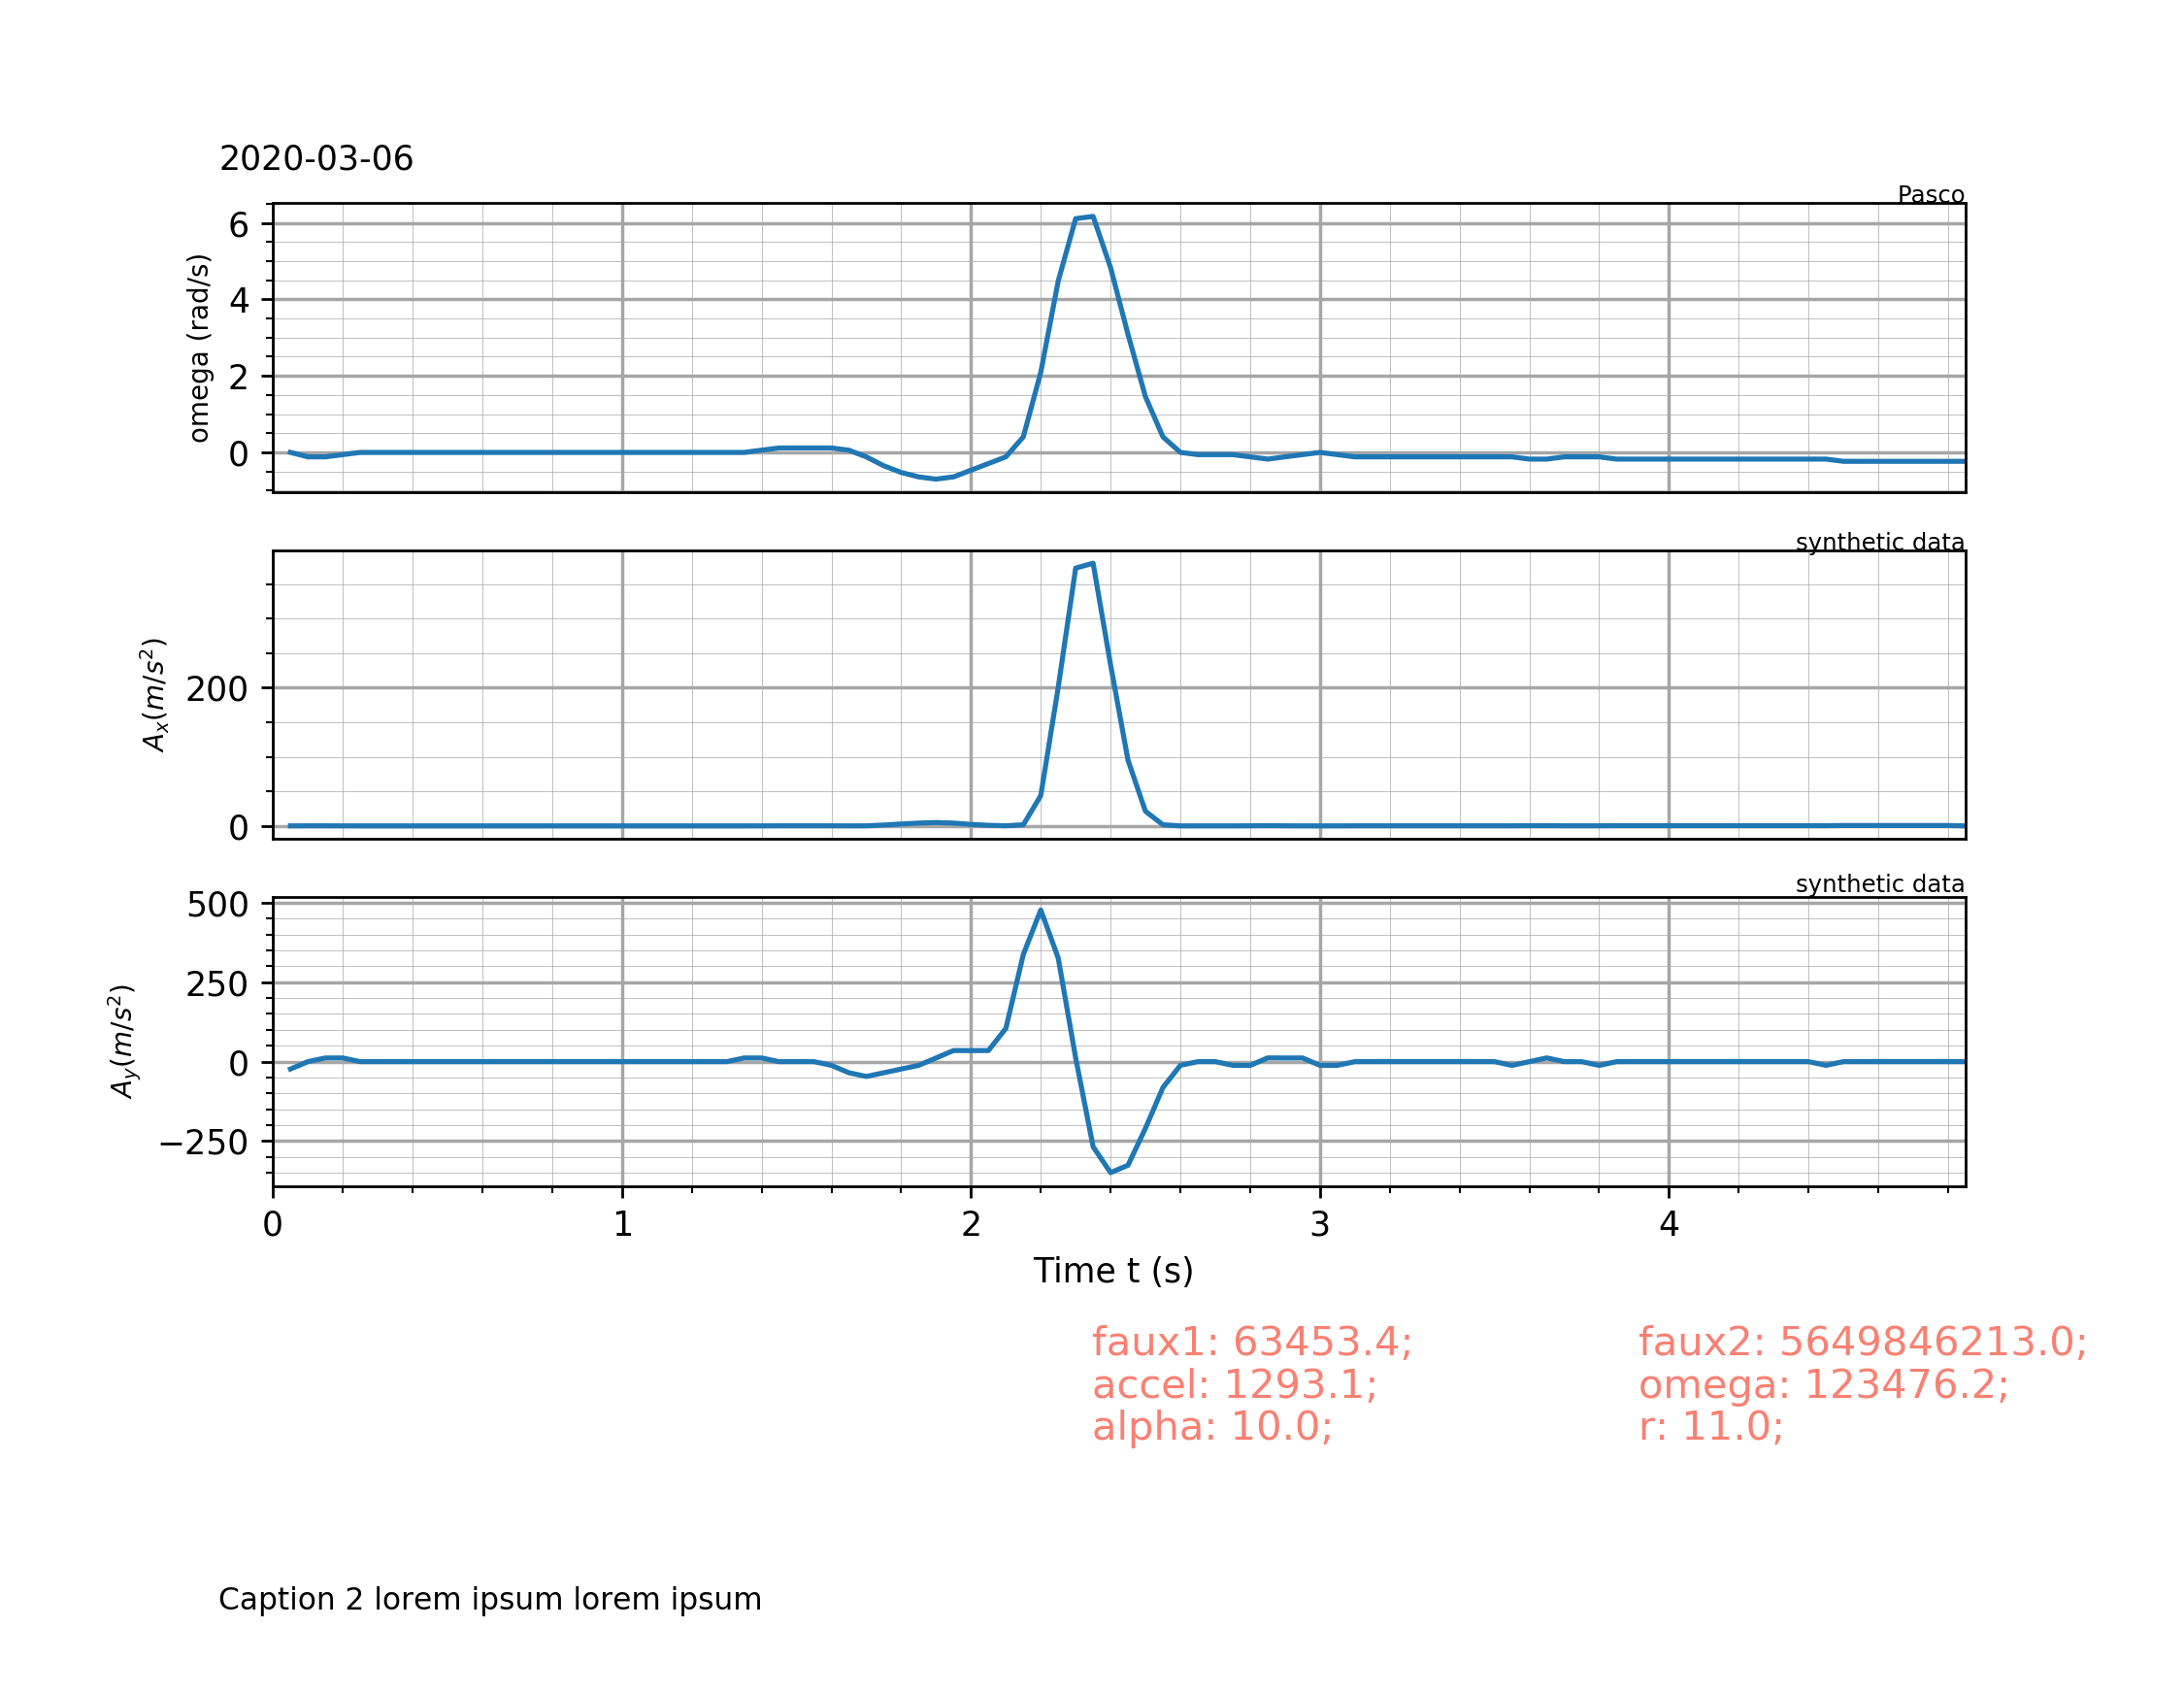 2020-03-06
Pasco
6
4
2
0
omega (rad/s)
synthetic data
200
0
A_x(m/s^2)
synthetic data
500
250
0
−250
A_y(m/s^2)
0 1 2 3 4
Time t (s)
faux1: 63453.4; faux2: 5649846213.0;
accel: 1293.1; omega: 123476.2;
alpha: 10.0; r: 11.0;
Caption 2 lorem ipsum lorem ipsum